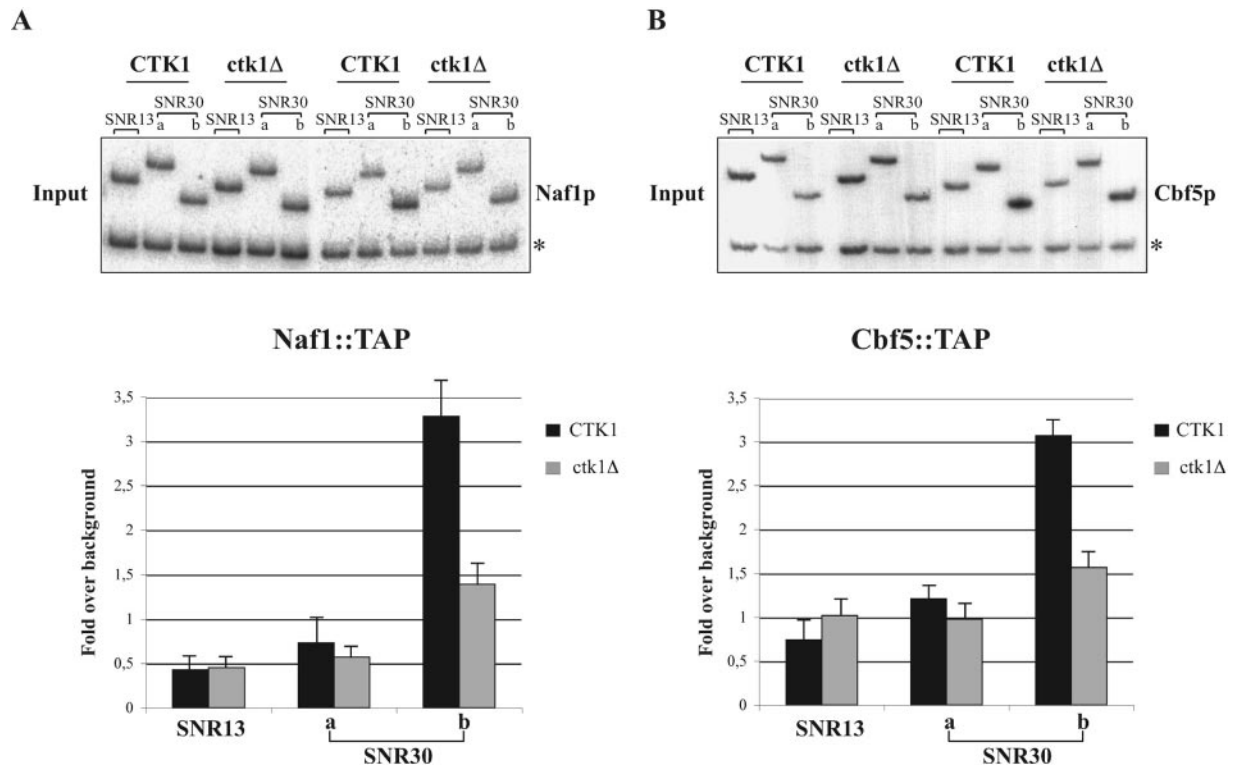 A
CTK1 ctk1Δ CTK1 ctk1Δ
SNR30 SNR30 SNR30 SNR30
SNR13 a b SNR13 a b SNR13 a b SNR13 a b
Input Naf1p
*
Naf1::TAP
Fold over background
3,5
3
2,5
2
1,5
1
0,5
0
CTK1
ctk1Δ
SNR13 a b
SNR30
B
CTK1 ctk1Δ CTK1 ctk1Δ
SNR30 SNR30 SNR30 SNR30
SNR13 a b SNR13 a b SNR13 a b SNR13 a b
Input Cbf5p
*
Cbf5::TAP
Fold over background
3,5
3
2,5
2
1,5
1
0,5
0
CTK1
ctk1Δ
SNR13 a b
SNR30